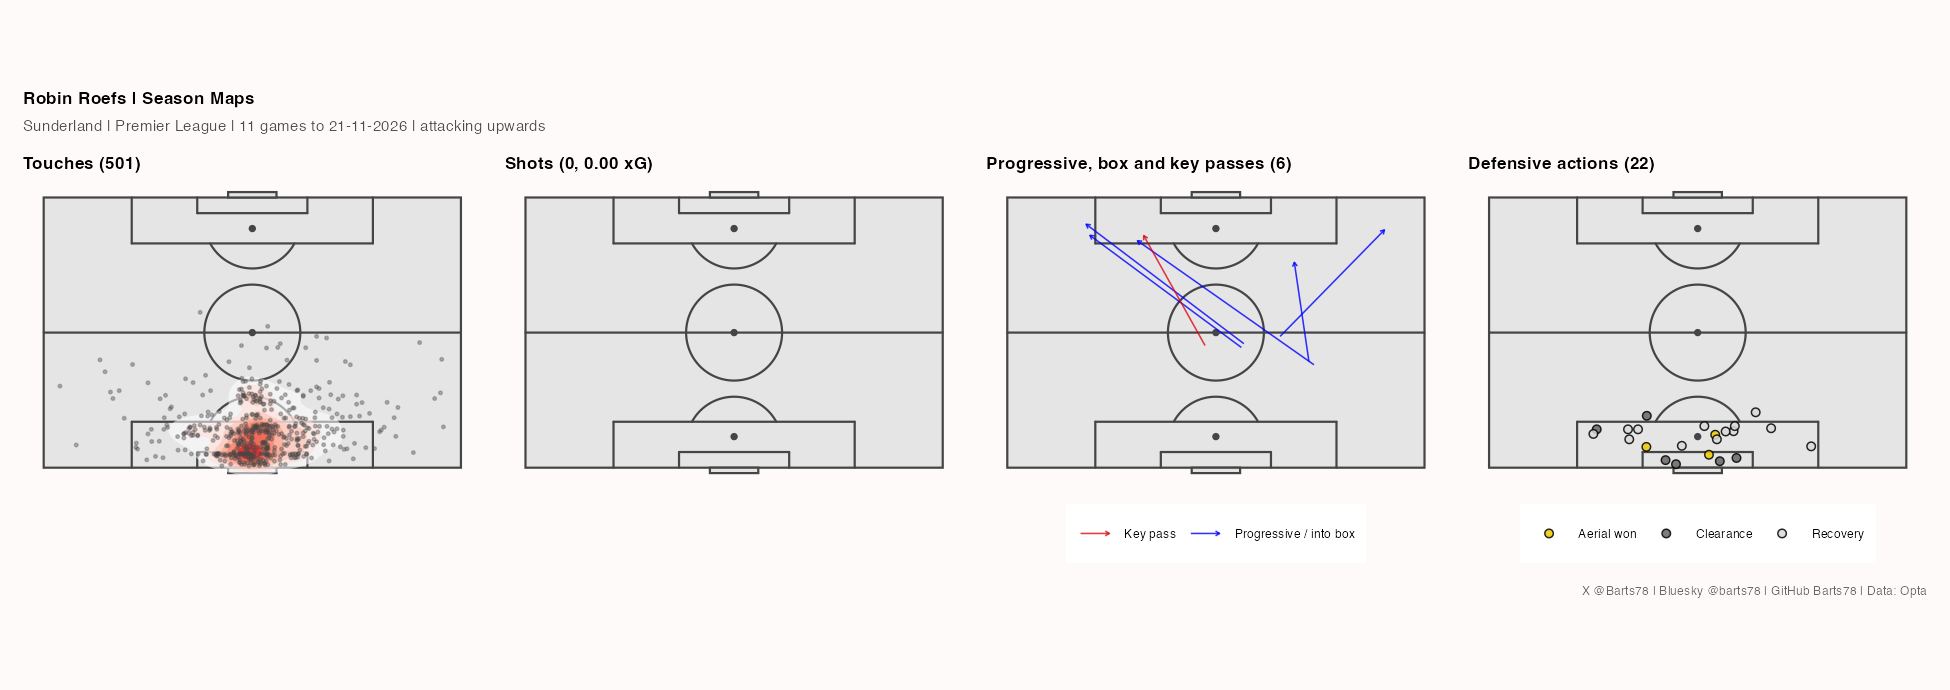 Robin Roefs | Season Maps
Sunderland | Premier League | 11 games to 21-11-2026 | attacking upwards
Touches (501)
Shots (0, 0.00 xG)
Progressive, box and key passes (6)
Defensive actions (22)
Key pass
Progressive / into box
Aerial won
Clearance
Recovery
X @Barts78 | Bluesky @barts78 | GitHub Barts78 | Data: Opta